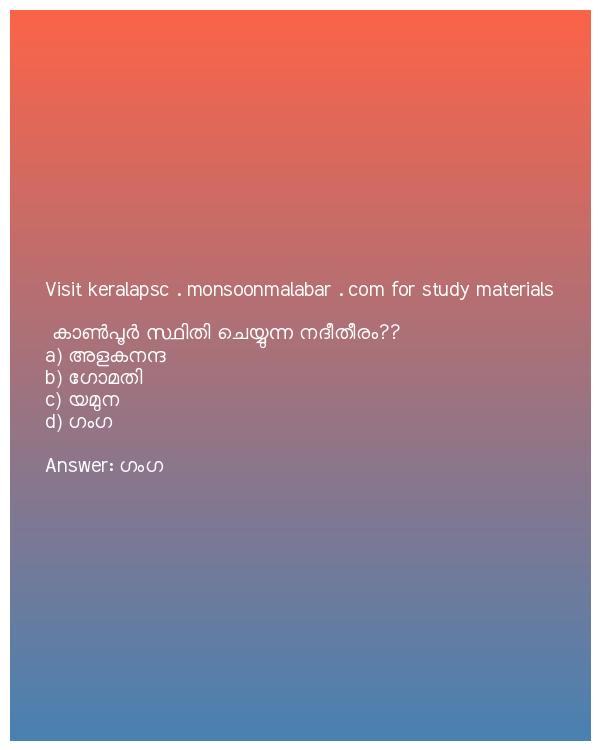 Visit keralapsc . monsoonmalabar . com for study materials
കാൺപൂർ സ്ഥിതി ചെയ്യുന്ന നദീതീരം??
a) അളകനന്ദ
b) ഗോമതി
c) യമുന
d) ഗംഗ
Answer: ഗംഗ